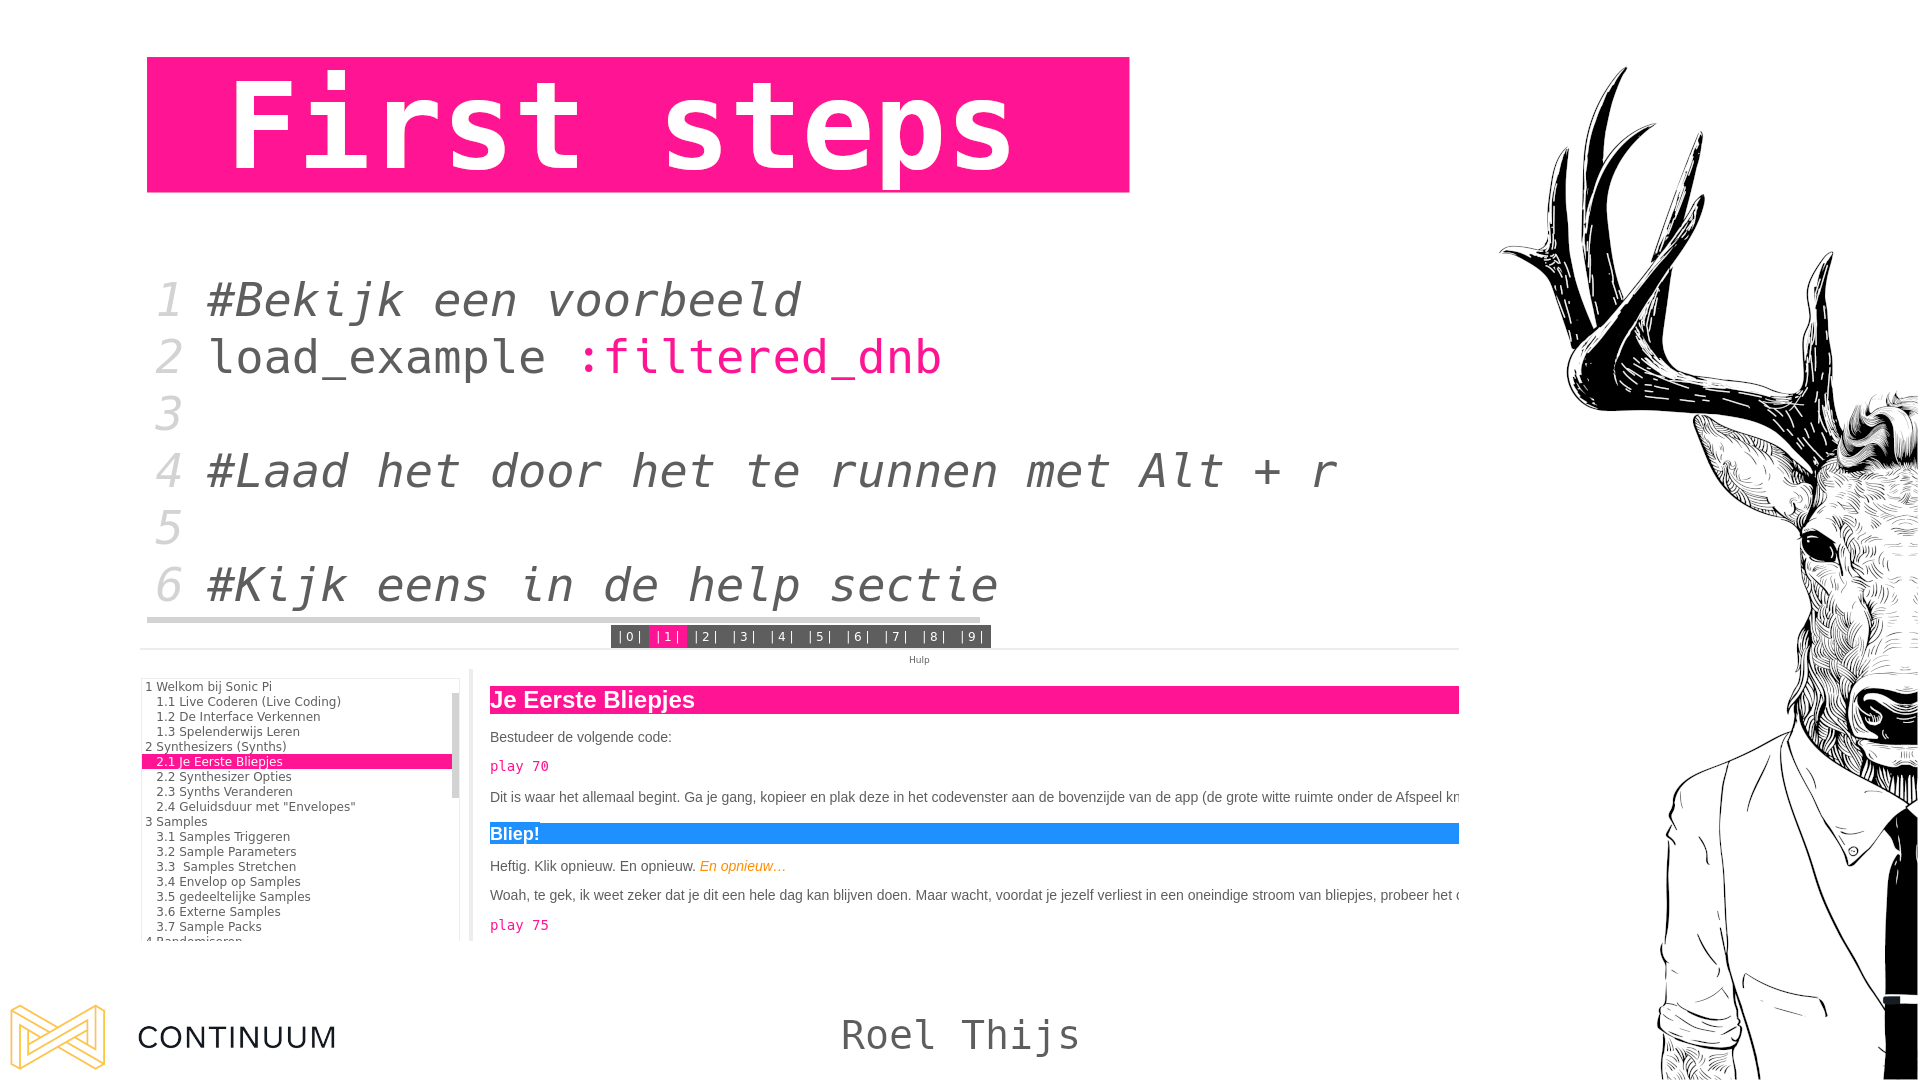 First steps
1 #Bekijk een voorbeeld
2 load_example :filtered_dnb
3
4 #Laad het door het te runnen met Alt + r
5
6 #Kijk eens in de help sectie
|0| |1| |2| |3| |4| |5| |6| |7| |8| |9|
Hulp
1 Welkom bij Sonic Pi
1.1 Live Coderen (Live Coding)
1.2 De Interface Verkennen
1.3 Spelenderwijs Leren
2 Synthesizers (Synths)
2.1 Je Eerste Bliepjes
2.2 Synthesizer Opties
2.3 Synths Veranderen
2.4 Geluidsduur met "Envelopes"
3 Samples
3.1 Samples Triggeren
3.2 Sample Parameters
3.3 Samples Stretchen
3.4 Envelop op Samples
3.5 gedeeltelijke Samples
3.6 Externe Samples
3.7 Sample Packs
Je Eerste Bliepjes
Bestudeer de volgende code:
play 70
Dit is waar het allemaal begint. Ga je gang, kopieer en plak deze in het codevenster aan de bovenzijde van de app (de grote witte ruimte onder de Afspeel
Bliep!
Heftig. Klik opnieuw. En opnieuw. En opnieuw…
Woah, te gek, ik weet zeker dat je dit een hele dag kan blijven doen. Maar wacht, voordat je jezelf verliest in een oneindige stroom van bliepjes, probeer het
play 75
CONTINUUM
Roel Thijs